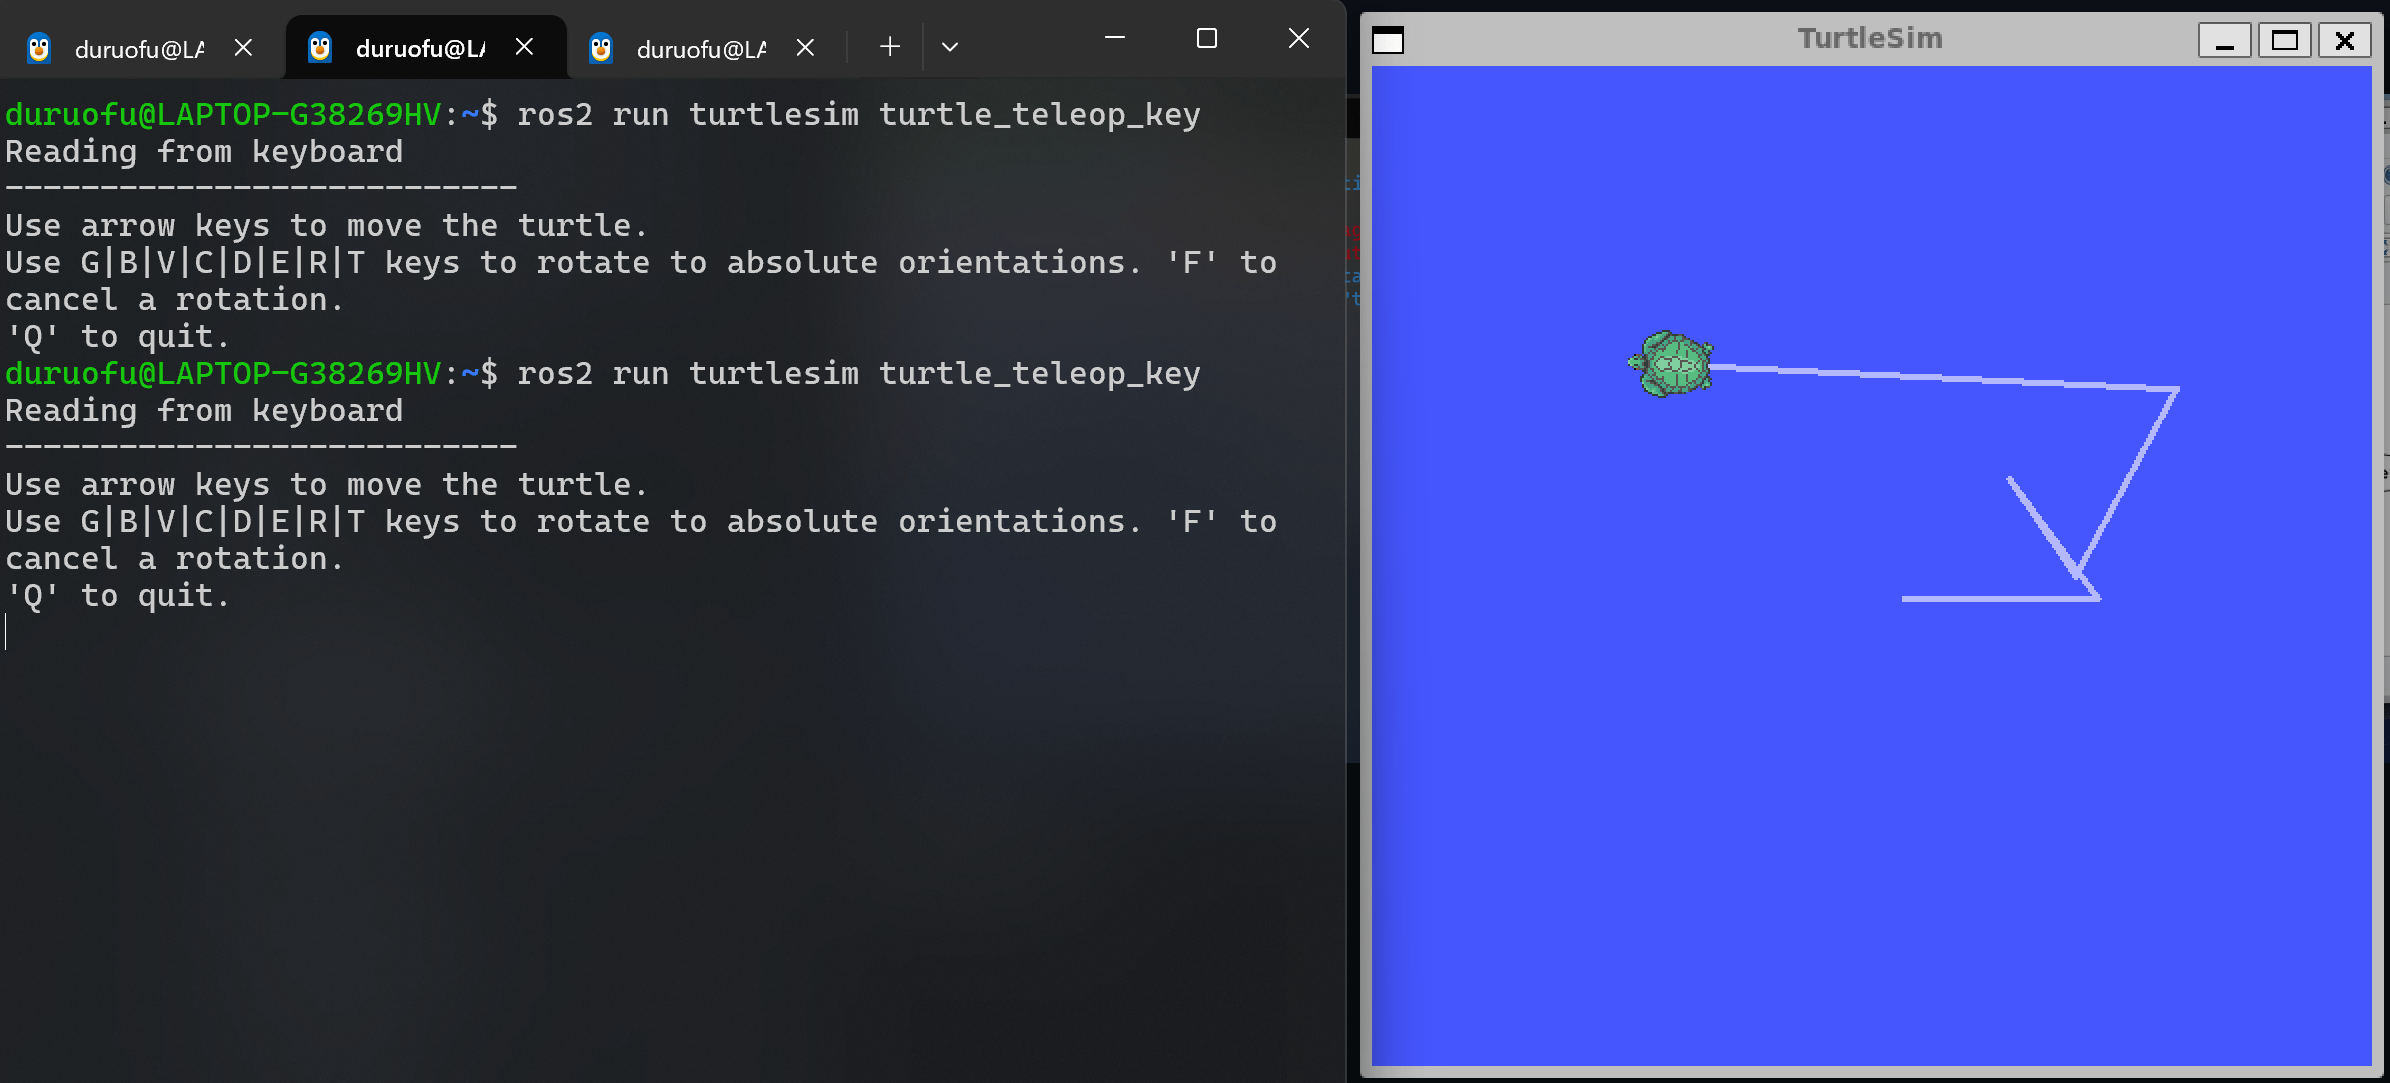 duruofu@LA
duruofu@LA
duruofu@LA
TurtleSim
duruofu@LAPTOP-G38269HV:~$ ros2 run turtlesim turtle_teleop_key
Reading from keyboard
---------------------------
Use arrow keys to move the turtle.
Use G|B|V|C|D|E|R|T keys to rotate to absolute orientations. 'F' to
cancel a rotation.
'Q' to quit.
duruofu@LAPTOP-G38269HV:~$ ros2 run turtlesim turtle_teleop_key
Reading from keyboard
---------------------------
Use arrow keys to move the turtle.
Use G|B|V|C|D|E|R|T keys to rotate to absolute orientations. 'F' to
cancel a rotation.
'Q' to quit.